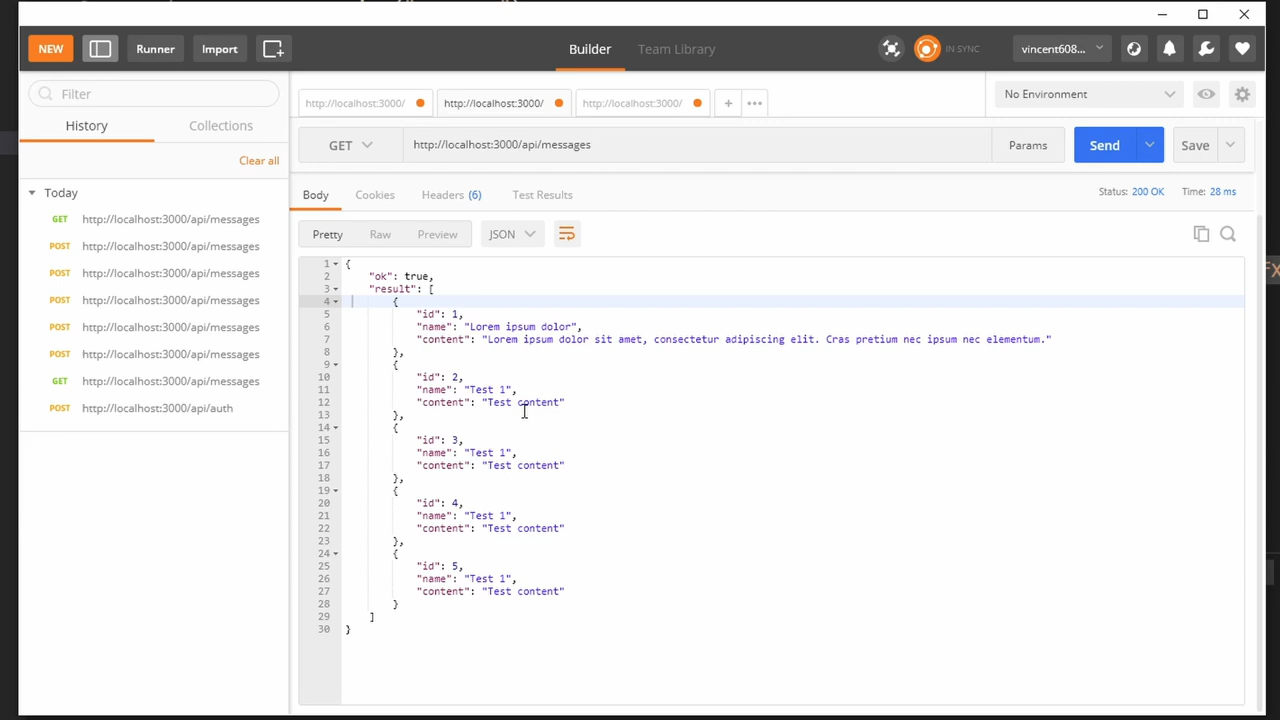 NEW
Runner
Import
Builder
Team Library
IN SYNC
vincent608...
Filter
History
Collections
Clear all
Today
GET http://localhost:3000/api/messages
POST http://localhost:3000/api/messages
POST http://localhost:3000/api/messages
POST http://localhost:3000/api/messages
POST http://localhost:3000/api/messages
POST http://localhost:3000/api/messages
GET http://localhost:3000/api/messages
POST http://localhost:3000/api/auth
http://localhost:3000/
http://localhost:3000/
http://localhost:3000/
No Environment
GET
http://localhost:3000/api/messages
Params
Send
Save
Body
Cookies
Headers (6)
Test Results
Status: 200 OK
Time: 28 ms
Pretty
Raw
Preview
JSON
1 {
2 "ok": true,
3 "result": [
4 {
5 "id": 1,
6 "name": "Lorem ipsum dolor",
7 "content": "Lorem ipsum dolor sit amet, consectetur adipiscing elit. Cras pretium nec ipsum nec elementum."
8 },
9 {
10 "id": 2,
11 "name": "Test 1",
12 "content": "Test content"
13 },
14 {
15 "id": 3,
16 "name": "Test 1",
17 "content": "Test content"
18 },
19 {
20 "id": 4,
21 "name": "Test 1",
22 "content": "Test content"
23 },
24 {
25 "id": 5,
26 "name": "Test 1",
27 "content": "Test content"
28 }
29 ]
30 }